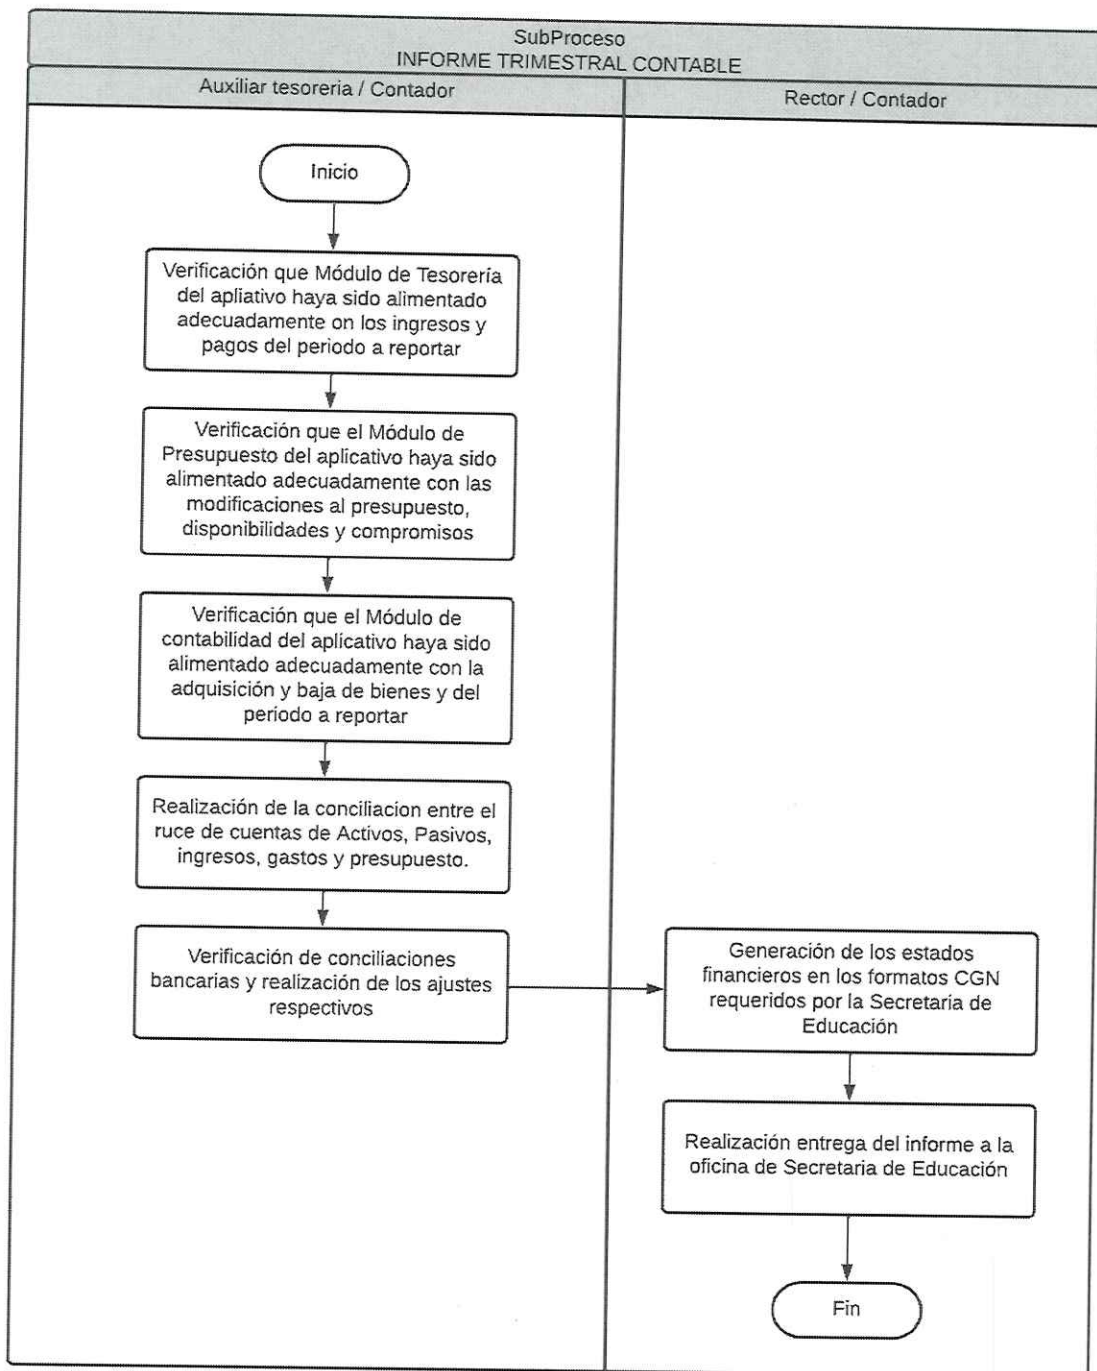 SubProceso
INFORME TRIMESTRAL CONTABLE
Auxiliar tesoreria / Contador
Rector / Contador
Inicio
Verificación que Módulo de Tesorería
del apliativo haya sido alimentado
adecuadamente on los ingresos y
pagos del periodo a reportar
Verificación que el Módulo de
Presupuesto del aplicativo haya sido
alimentado adecuadamente con las
modificaciones al presupuesto,
disponibilidades y compromisos
Verificación que el Módulo de
contabilidad del aplicativo haya sido
alimentado adecuadamente con la
adquisición y baja de bienes y del
periodo a reportar
Realización de la conciliacion entre el
ruce de cuentas de Activos, Pasivos,
ingresos, gastos y presupuesto.
Verificación de conciliaciones
bancarias y realización de los ajustes
respectivos
Generación de los estados
financieros en los formatos CGN
requeridos por la Secretaria de
Educación
Realización entrega del informe a la
oficina de Secretaria de Educación
Fin